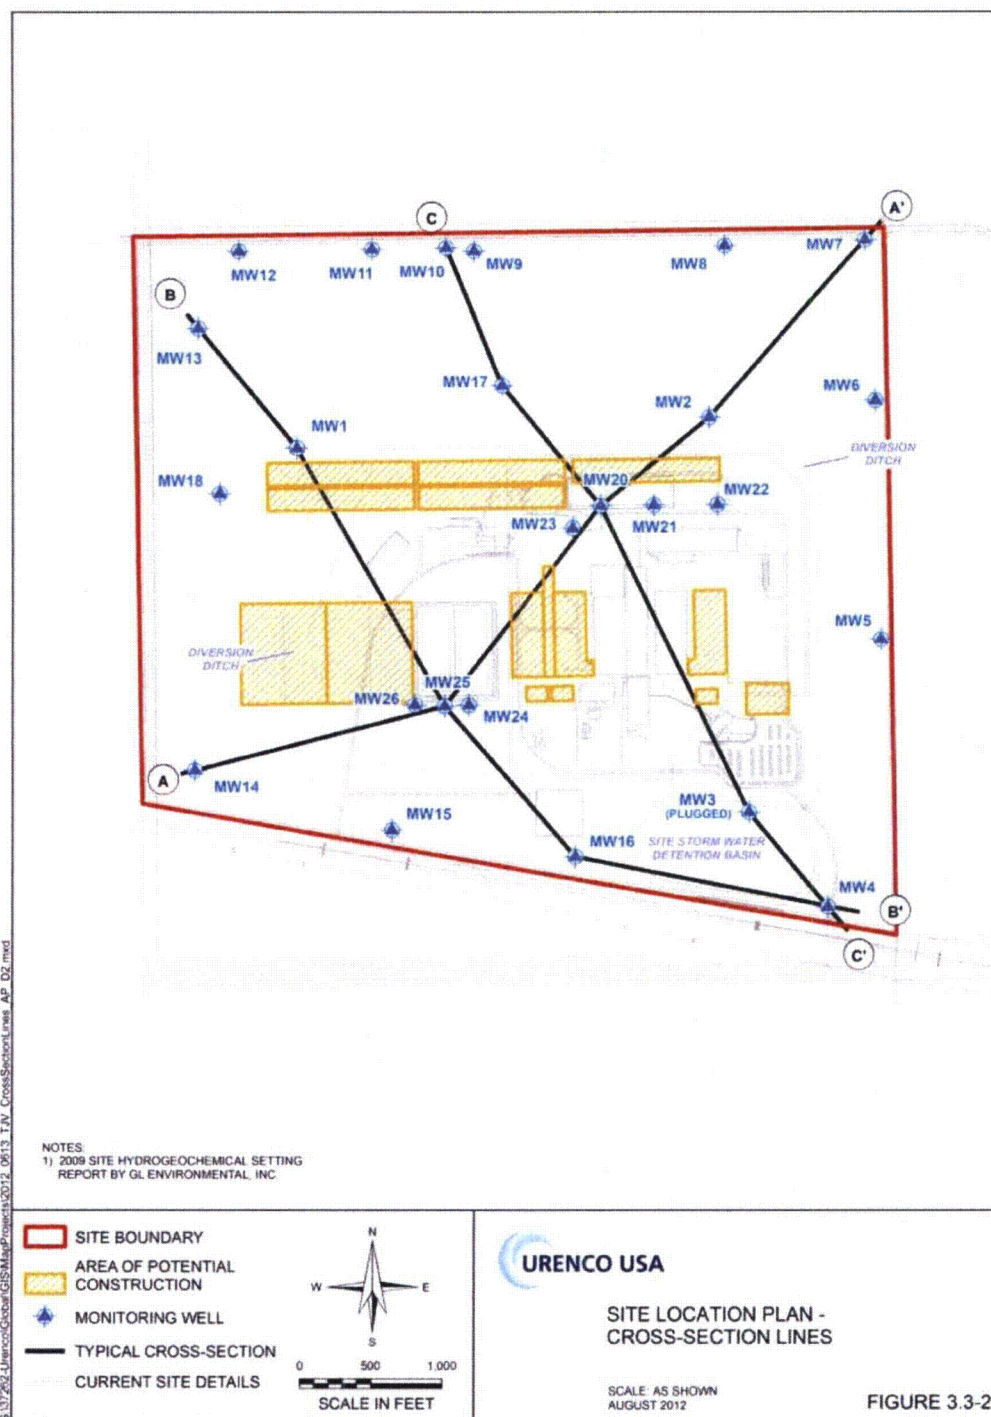 A'
C
MW7
MW12
MW11
MW10
MW9
MW8
B
MW13
MW17
MW6
MW2
MW1
DIVERSION
DITCH
MW18
MW20
MW22
MW23
MW21
MW5
DIVERSION
DITCH
MW25
MW26
MW24
A
MW14
MW3
(PLUGGED)
MW15
MW16
SITE STORM WATER
DETENTION BASIN
MW4
B'
C'
NOTES:
1) 2009 SITE HYDROGEOCHEMICAL SETTING
REPORT BY GL ENVIRONMENTAL, INC.
SITE BOUNDARY
AREA OF POTENTIAL
CONSTRUCTION
MONITORING WELL
TYPICAL CROSS-SECTION
CURRENT SITE DETAILS
N
W
E
S
0 500 1,000
SCALE IN FEET
URENCO USA
SITE LOCATION PLAN -
CROSS-SECTION LINES
SCALE: AS SHOWN
AUGUST 2012
FIGURE 3.3-2